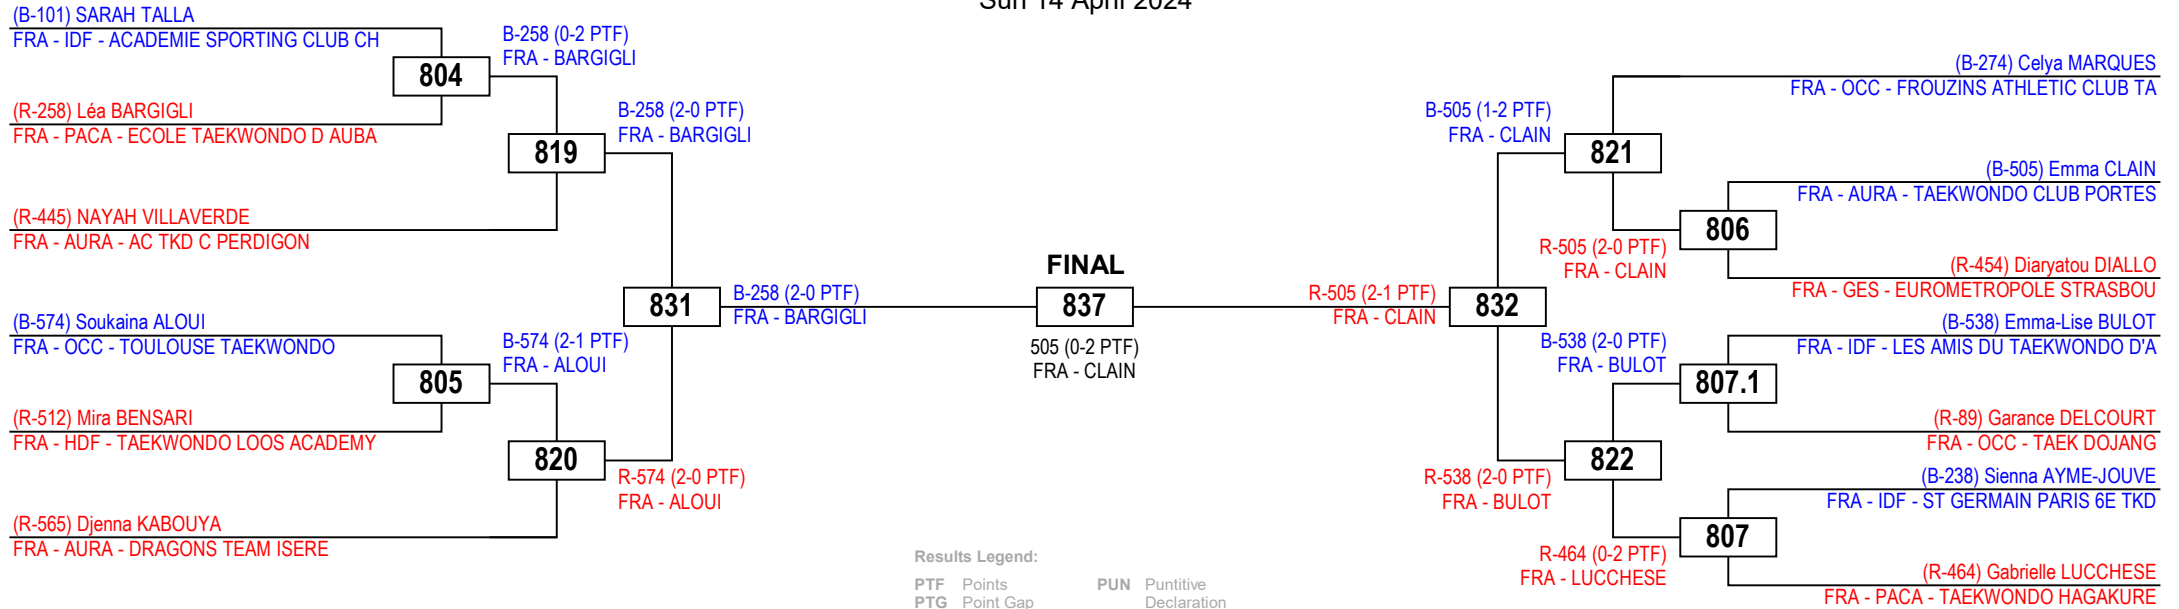 Sun 14 April 2024
(B-101) SARAH TALLA
FRA - IDF - ACADEMIE SPORTING CLUB CH
804
(R-258) Léa BARGIGLI
FRA - PACA - ECOLE TAEKWONDO D AUBA
B-258 (0-2 PTF)
FRA - BARGIGLI
819
(R-445) NAYAH VILLAVERDE
FRA - AURA - AC TKD C PERDIGON
B-258 (2-0 PTF)
FRA - BARGIGLI
(B-574) Soukaina ALOUI
FRA - OCC - TOULOUSE TAEKWONDO
805
(R-512) Mira BENSARI
FRA - HDF - TAEKWONDO LOOS ACADEMY
B-574 (2-1 PTF)
FRA - ALOUI
820
(R-565) Djenna KABOUYA
FRA - AURA - DRAGONS TEAM ISERE
R-574 (2-0 PTF)
FRA - ALOUI
831
B-258 (2-0 PTF)
FRA - BARGIGLI
FINAL
837
505 (0-2 PTF)
FRA - CLAIN
R-505 (2-1 PTF)
FRA - CLAIN
832
B-505 (1-2 PTF)
FRA - CLAIN
821
(B-274) Celya MARQUES
FRA - OCC - FROUZINS ATHLETIC CLUB TA
R-505 (2-0 PTF)
FRA - CLAIN
806
(B-505) Emma CLAIN
FRA - AURA - TAEKWONDO CLUB PORTES
(R-454) Diaryatou DIALLO
FRA - GES - EUROMETROPOLE STRASBOU
R-538 (2-0 PTF)
FRA - BULOT
822
B-538 (2-0 PTF)
FRA - BULOT
807.1
(B-538) Emma-Lise BULOT
FRA - IDF - LES AMIS DU TAEKWONDO D'A
(R-89) Garance DELCOURT
FRA - OCC - TAEK DOJANG
R-464 (0-2 PTF)
FRA - LUCCHESE
807
(B-238) Sienna AYME-JOUVE
FRA - IDF - ST GERMAIN PARIS 6E TKD
(R-464) Gabrielle LUCCHESE
FRA - PACA - TAEKWONDO HAGAKURE
Results Legend:
PTF Points PUN Puntitive
PTG Point Gap Declaration